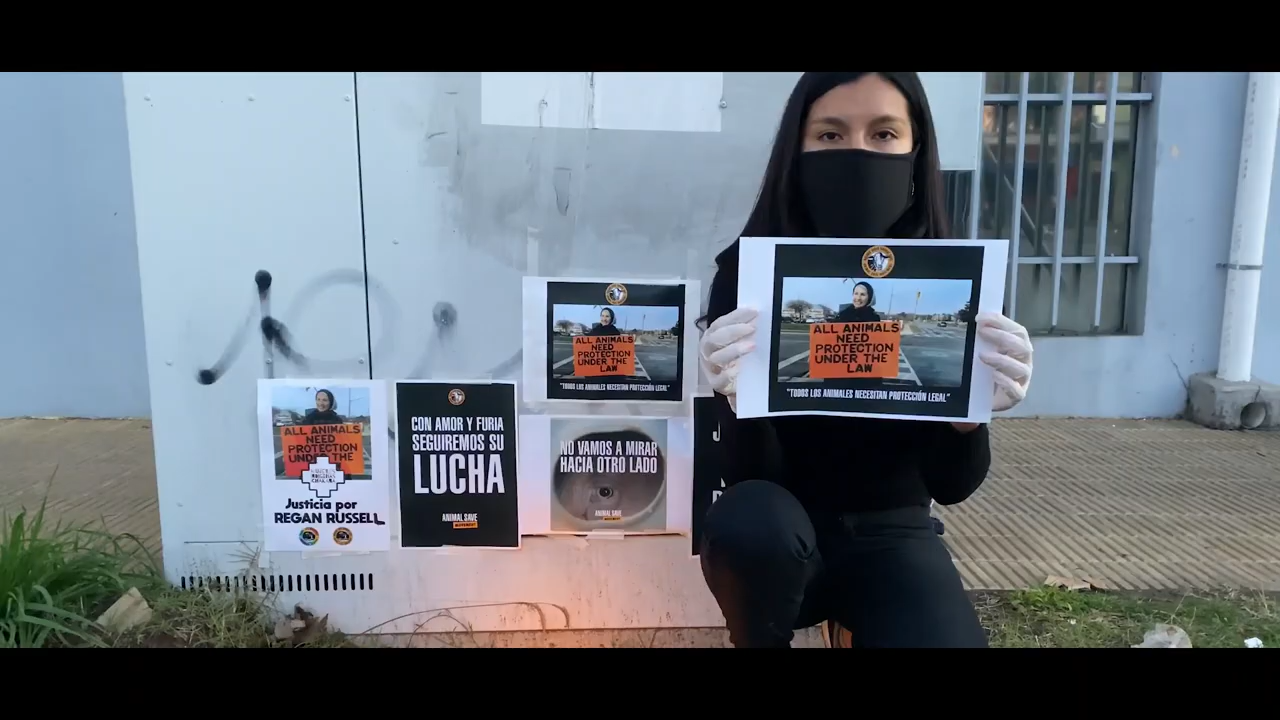 ALL ANIMALS
NEED
PROTECTION
UNDER THE
Justicia por
REGAN RUSSELL
CON AMOR Y FURIA
SEGUIREMOS SU
LUCHA
ANIMAL SAVE
MOVEMENT
ALL ANIMALS
NEED
PROTECTION
UNDER THE
LAW
"TODOS LOS ANIMALES NECESITAN PROTECCIÓN LEGAL"
NO VAMOS A MIRAR
HACIA OTRO LADO
ANIMAL SAVE
MOVEMENT
ALL ANIMALS
NEED
PROTECTION
UNDER THE
LAW
"TODOS LOS ANIMALES NECESITAN PROTECCIÓN LEGAL"